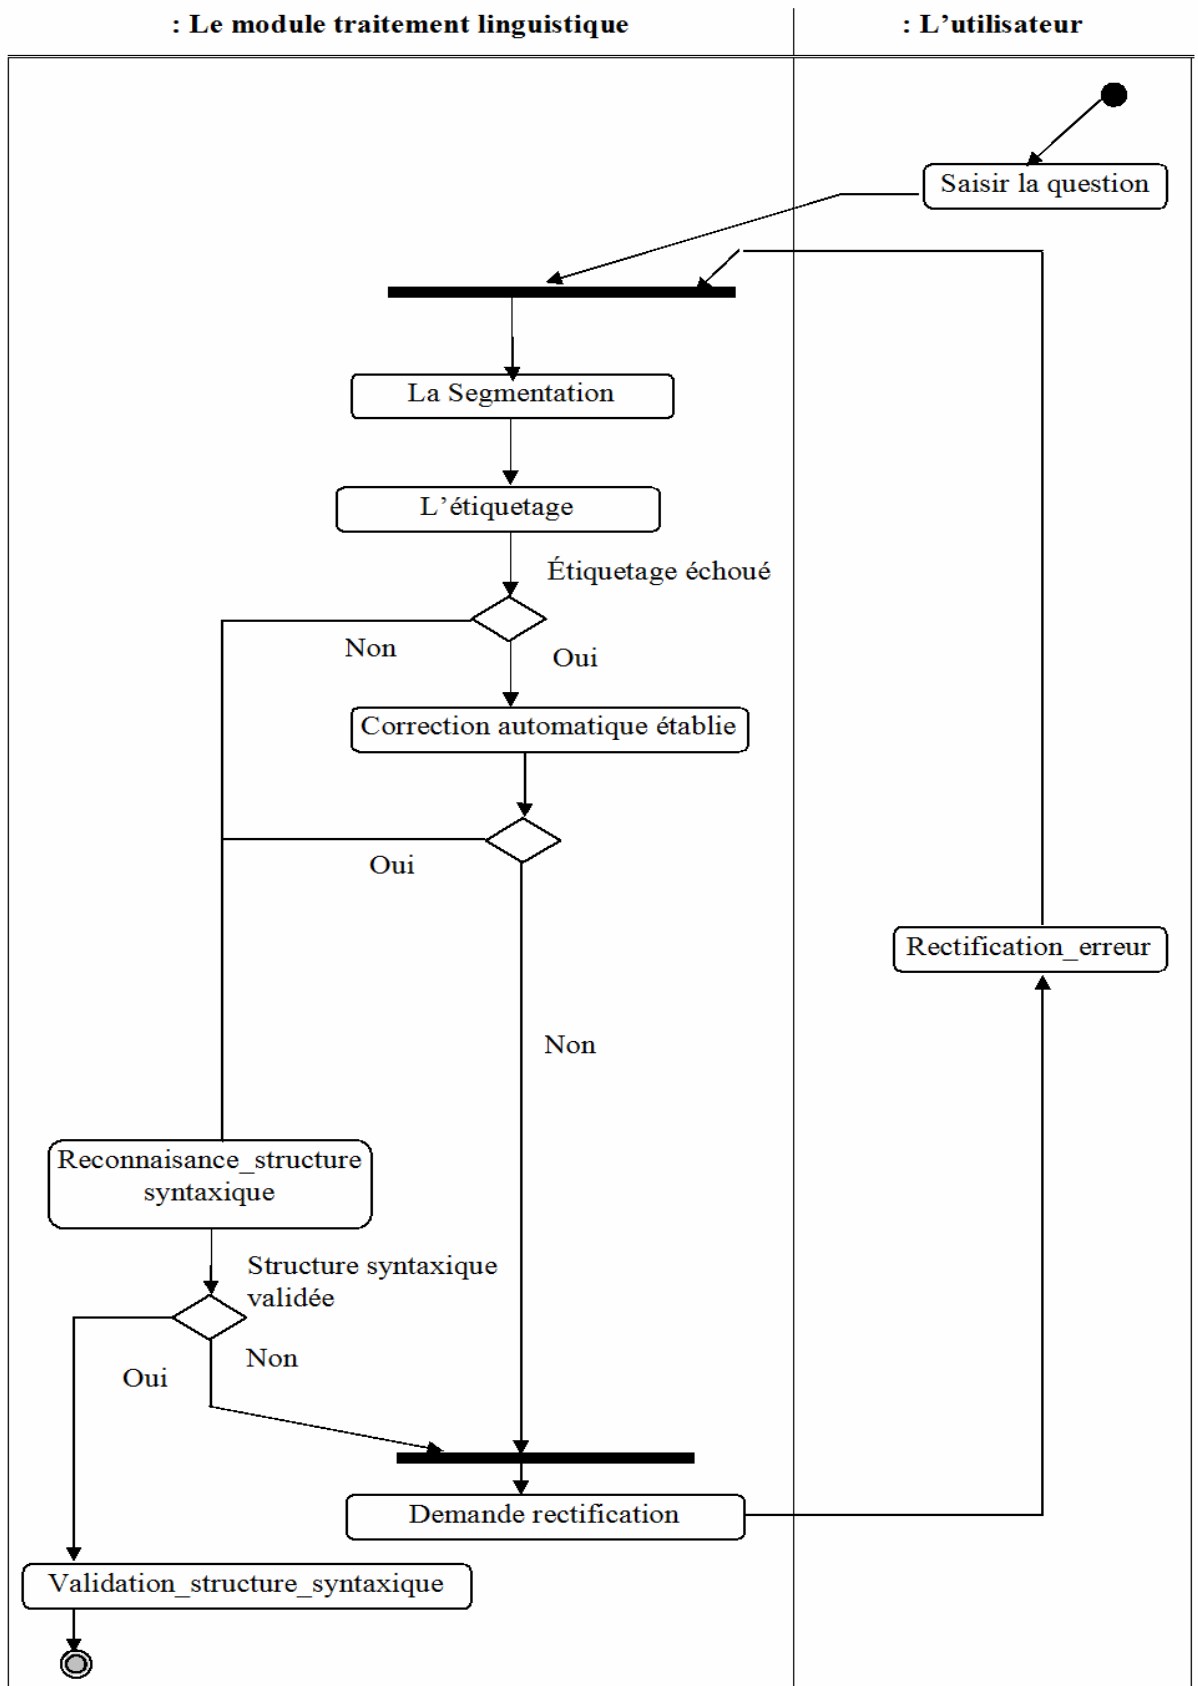 : Le module traitement linguistique
: L’utilisateur
Saisir la question
La Segmentation
L’étiquetage
Étiquetage échoué
Non
Oui
Correction automatique établie
Oui
Rectification_erreur
Non
Reconnaisance_structure
syntaxique
Structure syntaxique
validée
Non
Oui
Demande rectification
Validation_structure_syntaxique